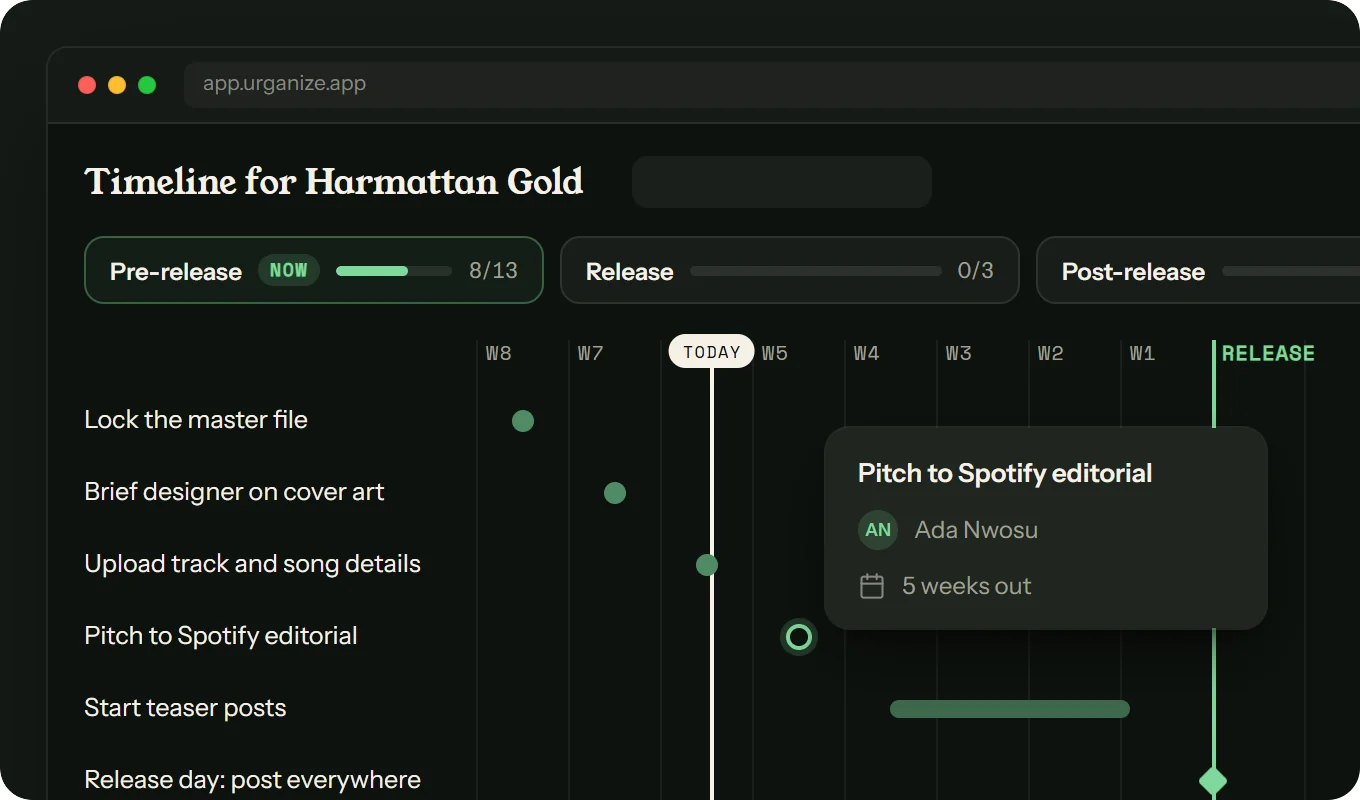 app.urganize.app
Timeline for Harmattan Gold
Pre-release NOW 8/13 Release 0/3 Post-release
W8 W7 TODAY W5 W4 W3 W2 W1 RELEASE
Lock the master file
Brief designer on cover art
Upload track and song details
Pitch to Spotify editorial
Start teaser posts
Release day: post everywhere
Pitch to Spotify editorial
AN Ada Nwosu
5 weeks out